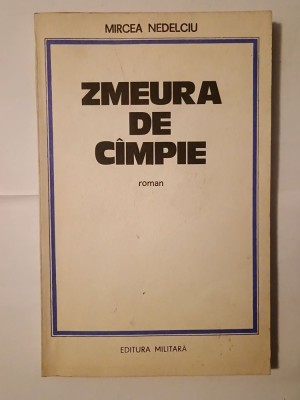 MIRCEA NEDELCIU
ZMEURA
DE
CÎMPIE
roman
EDITURA MILITARĂ